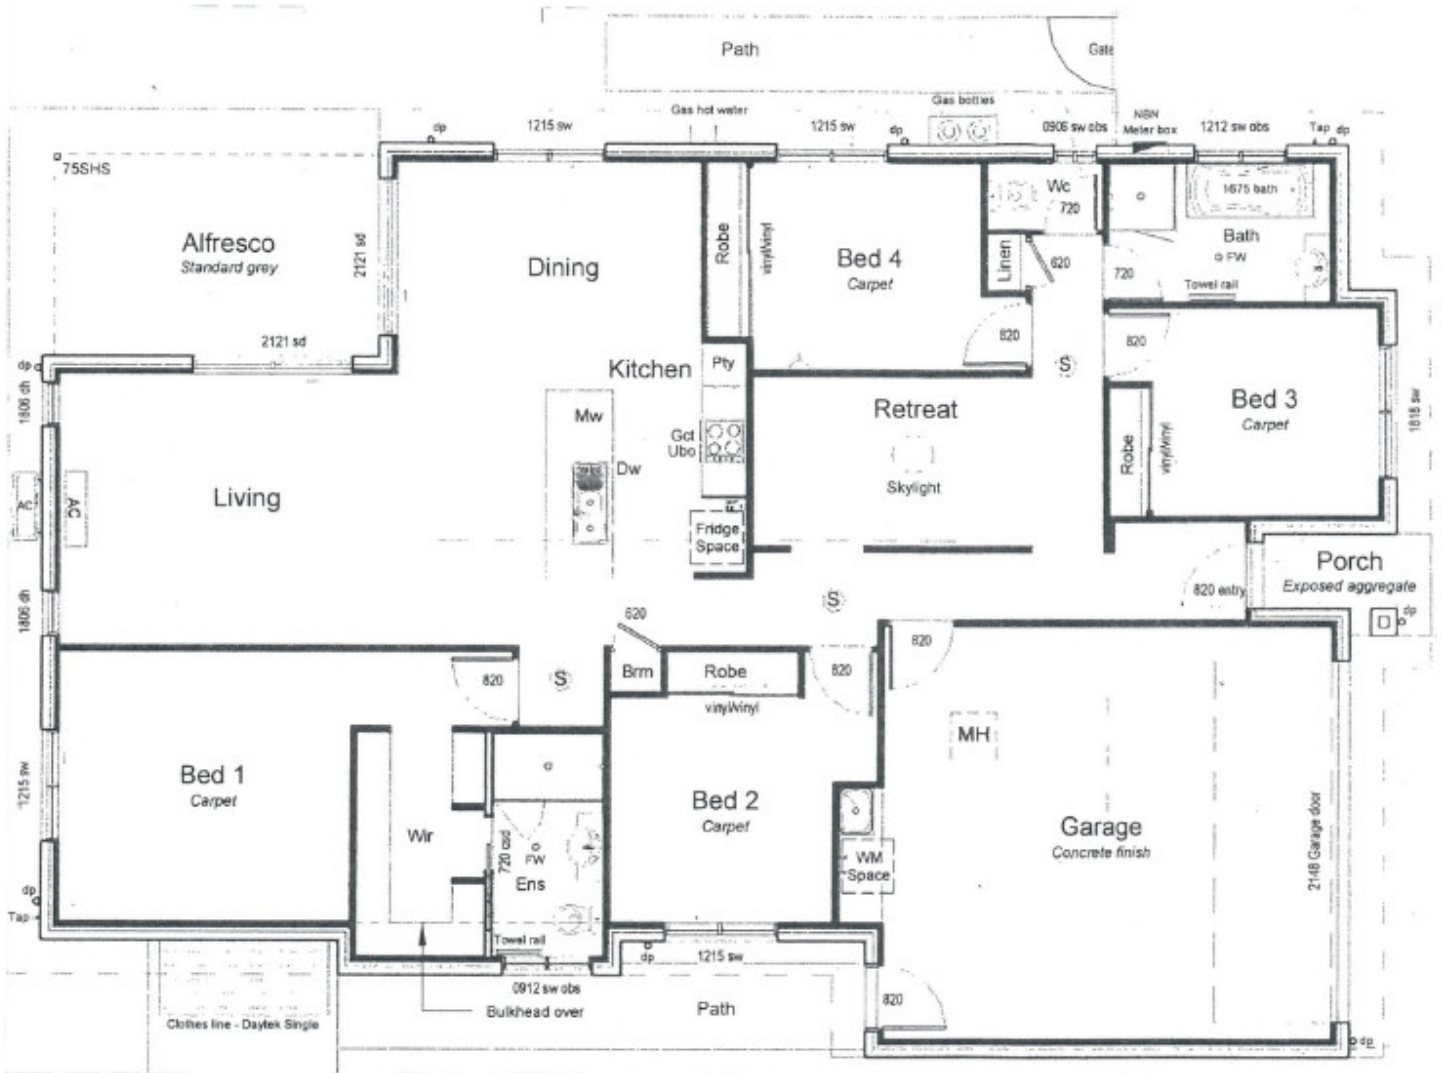 Path
Gate
Gas hot water
Gas bottles
dp
1215 sw
1215 sw
dp
0906 sw obs
NBN
Meter box
1212 sw obs
Tap
dp
75SHS
Alfresco
Standard grey
2121 sd
2121 sd
Dining
Robe
vinyl/vinyl
Bed 4
Carpet
Wc
720
Linen
620
1675 bath
Bath
FW
720
Towel rail
820
820
dp
1806 dh
Kitchen
Pty
Mw
Gct
Ubo
Dw
Retreat
Skylight
S
Bed 3
Carpet
Robe
vinyl/vinyl
1818 sw
Living
AC
AC
Fridge
Space
Porch
Exposed aggregate
820 entry
D
dp
1806 dh
620
S
820
Brm
Robe
vinyl/vinyl
820
820
S
MH
Bed 1
Carpet
1215 sw
Wir
720 csd
FW
Ens
Bed 2
Carpet
WM
Space
Garage
Concrete finish
2148 Garage door
dp
Tap
Towel rail
dp
1215 sw
0912 sw obs
Bulkhead over
Path
820
Clothes line - Daytek Single
dp